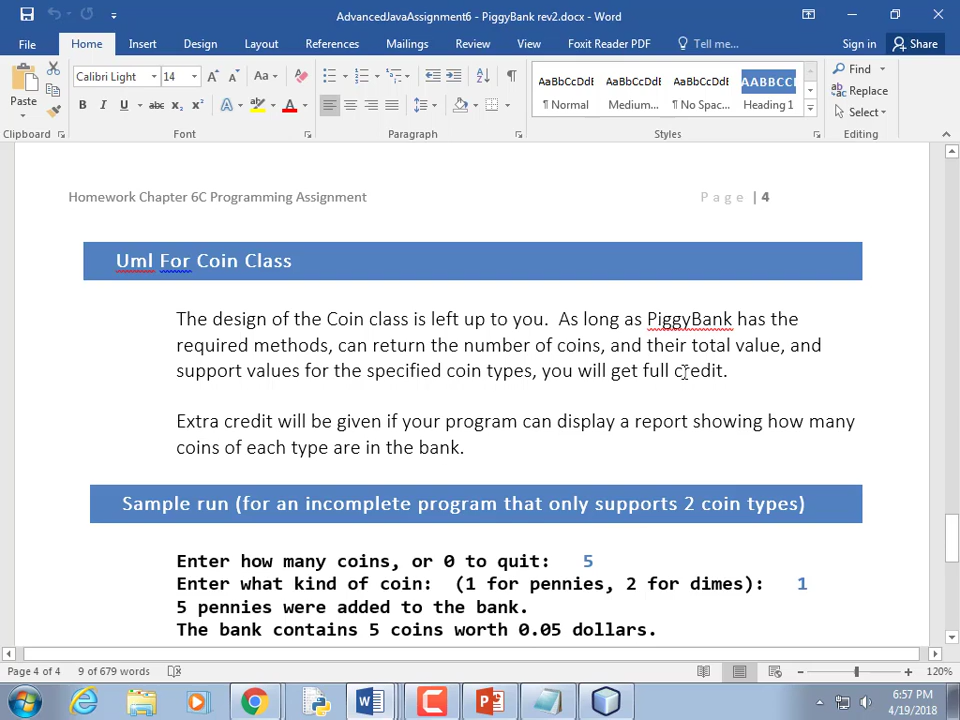 AdvancedJavaAssignment6 - PiggyBank rev2.docx - Word
File Home Insert Design Layout References Mailings Review View Foxit Reader PDF Tell me... Sign in Share
Paste
Calibri Light 14
Aa
B I U abc x₂ x² A A
AaBbCcDdE AaBbCcDdE AaBbCcDdE AABBCCI
¶ Normal Medium... ¶ No Spac... Heading 1
Find
Replace
Select
Clipboard Font Paragraph Styles Editing
Homework Chapter 6C Programming Assignment Page | 4
Uml For Coin Class
The design of the Coin class is left up to you. As long as PiggyBank has the
required methods, can return the number of coins, and their total value, and
support values for the specified coin types, you will get full credit.
Extra credit will be given if your program can display a report showing how many
coins of each type are in the bank.
Sample run (for an incomplete program that only supports 2 coin types)
Enter how many coins, or 0 to quit: 5
Enter what kind of coin: (1 for pennies, 2 for dimes): 1
5 pennies were added to the bank.
The bank contains 5 coins worth 0.05 dollars.
Page 4 of 4 9 of 679 words 120%
6:57 PM
4/19/2018